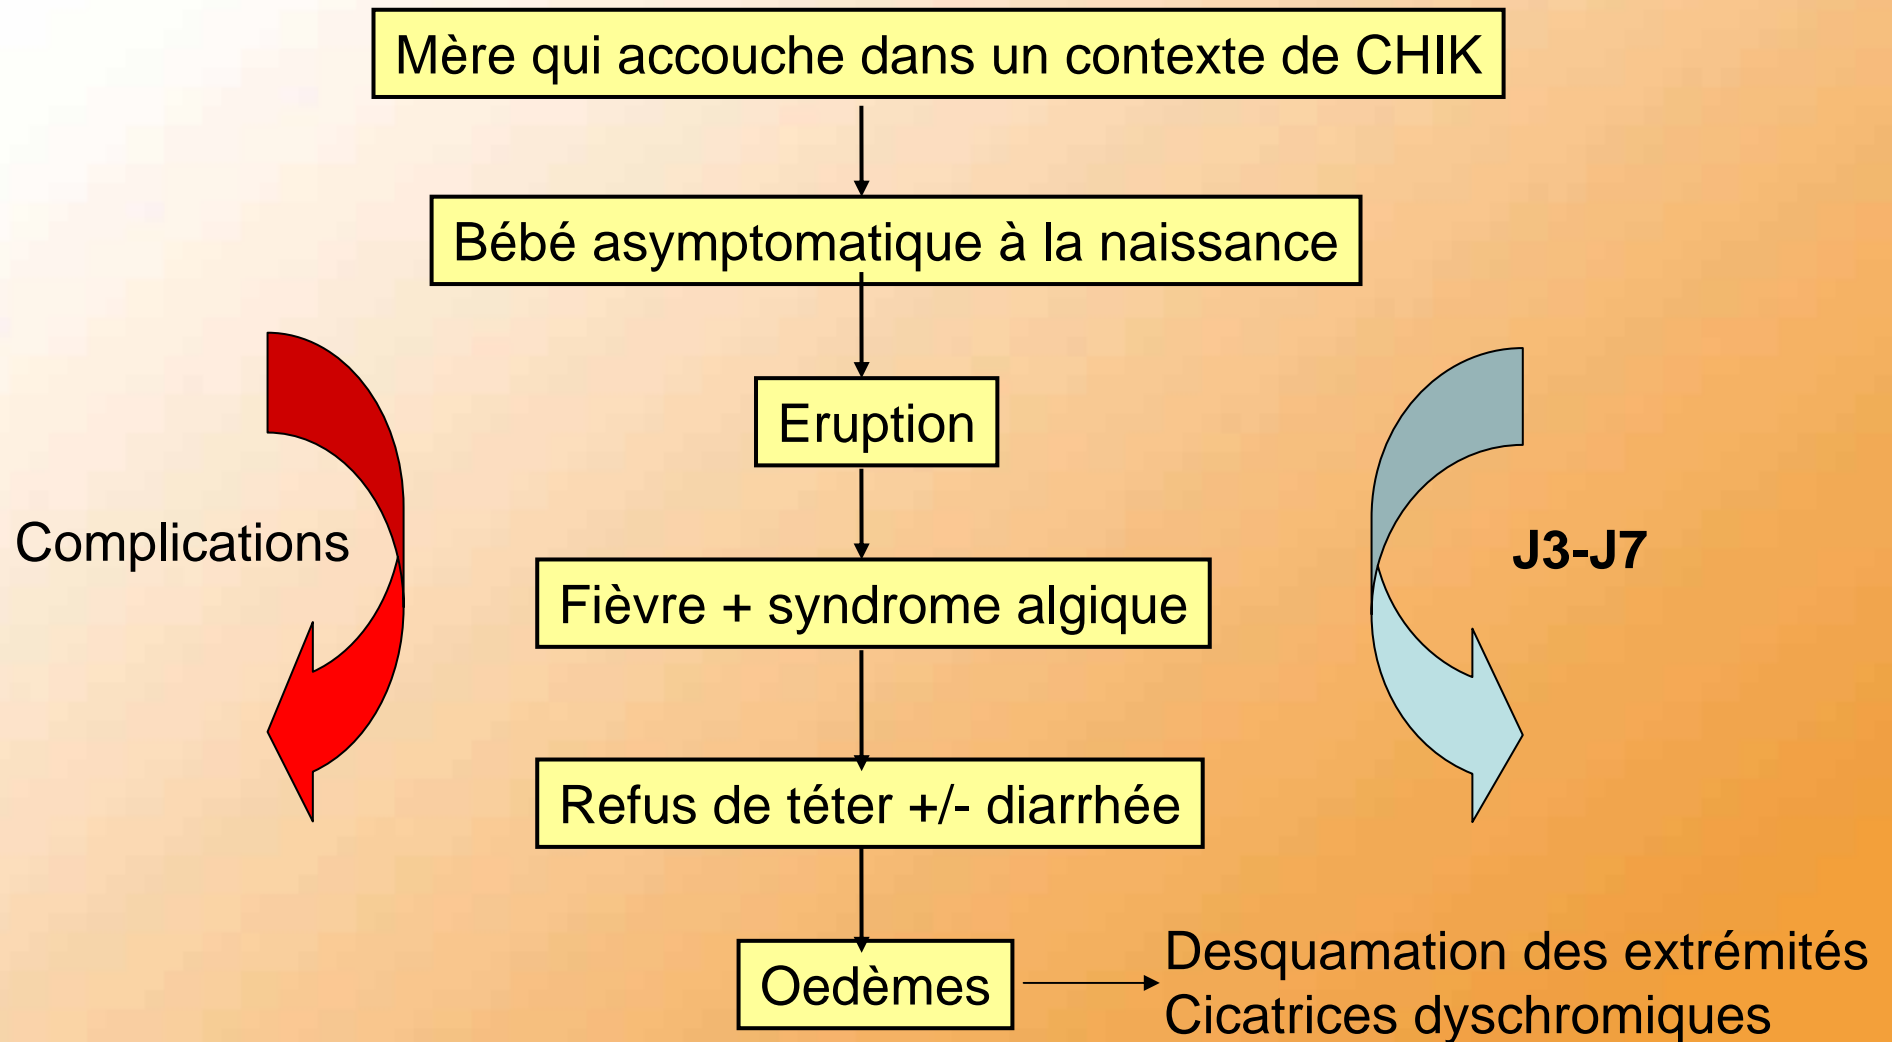 Mère qui accouche dans un contexte de CHIK
Bébé asymptomatique à la naissance
Eruption
Complications
J3-J7
Fièvre + syndrome algique
Refus de téter +/- diarrhée
Oedèmes
Desquamation des extrémités
Cicatrices dyschromiques